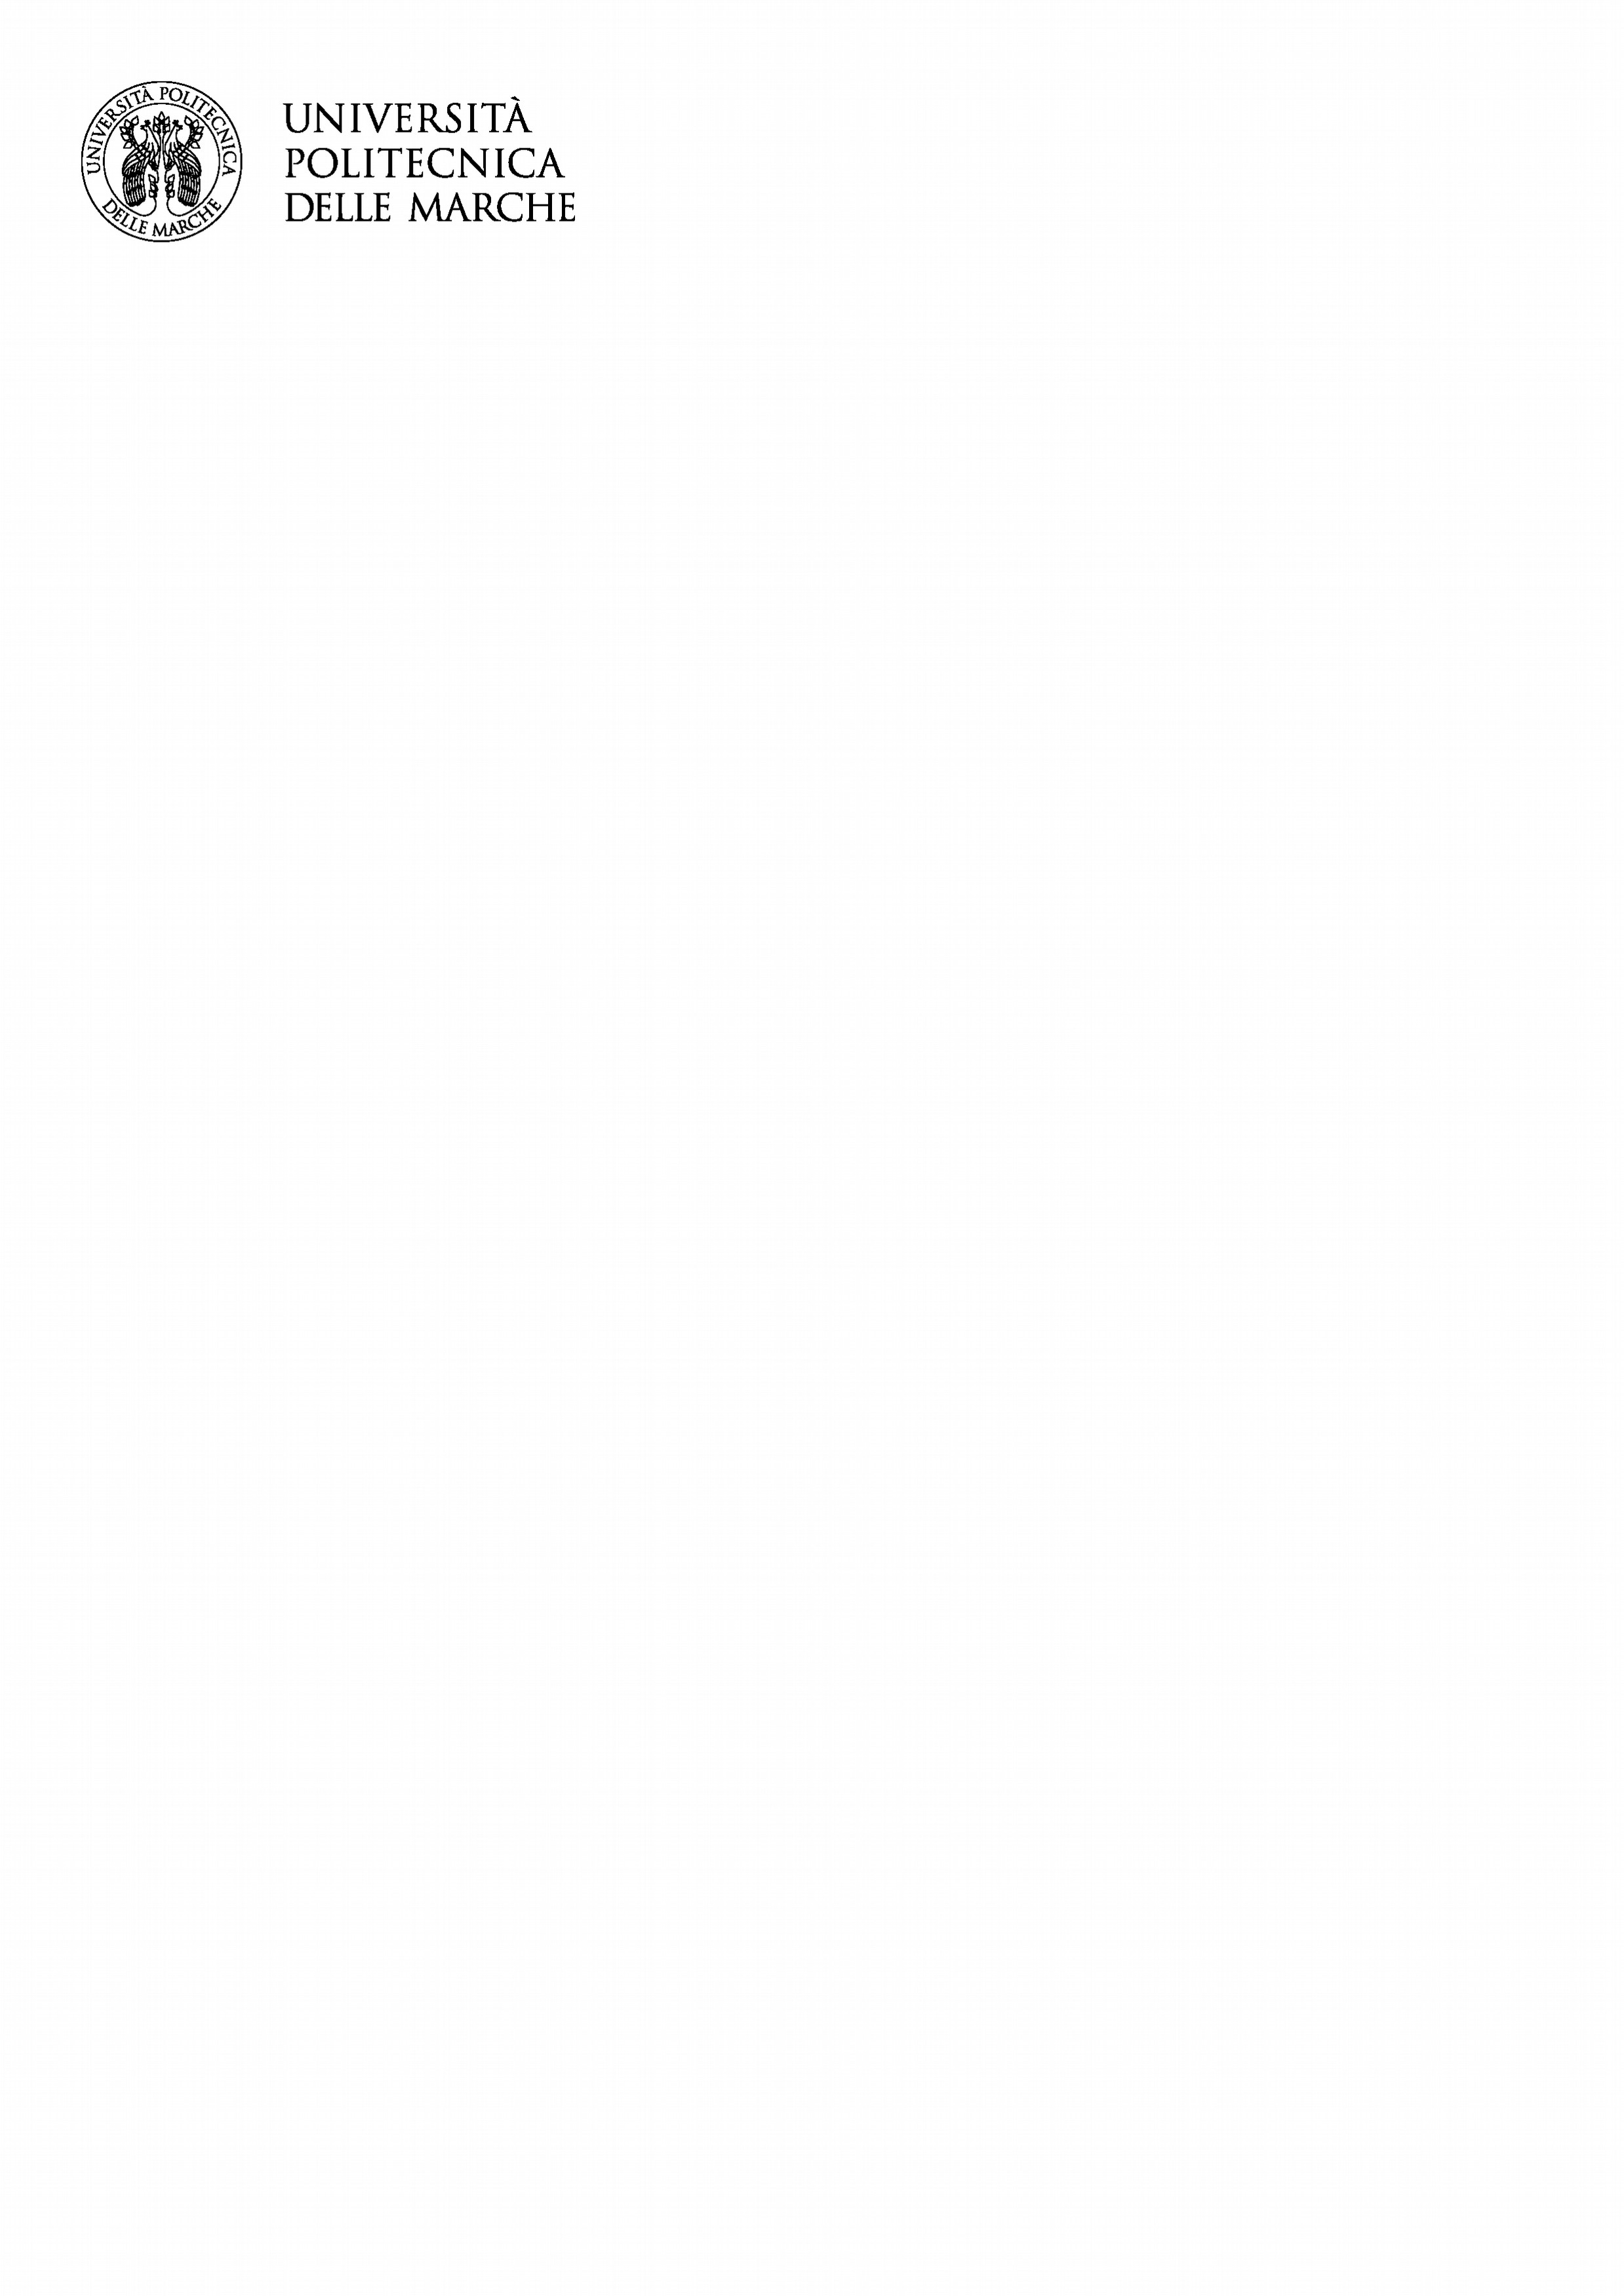 UNIVERSITÀ POLITECNICA
DELLE MARCHE
UNIVERSITÀ
POLITECNICA
DELLE MARCHE